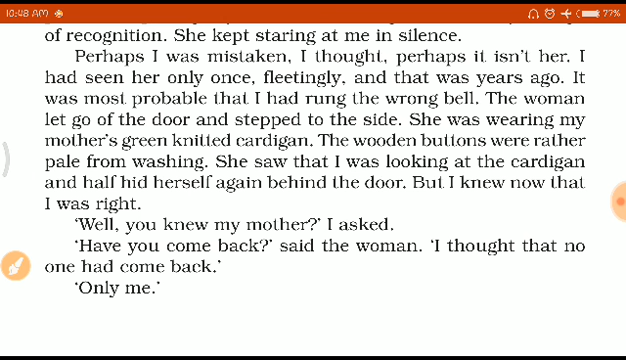 10:48 AM
77%
of recognition. She kept staring at me in silence.
Perhaps I was mistaken, I thought, perhaps it isn't her. I
had seen her only once, fleetingly, and that was years ago. It
was most probable that I had rung the wrong bell. The woman
let go of the door and stepped to the side. She was wearing my
mother's green knitted cardigan. The wooden buttons were rather
pale from washing. She saw that I was looking at the cardigan
and half hid herself again behind the door. But I knew now that
I was right.
'Well, you knew my mother?' I asked.
'Have you come back?' said the woman. 'I thought that no
one had come back.'
'Only me.'